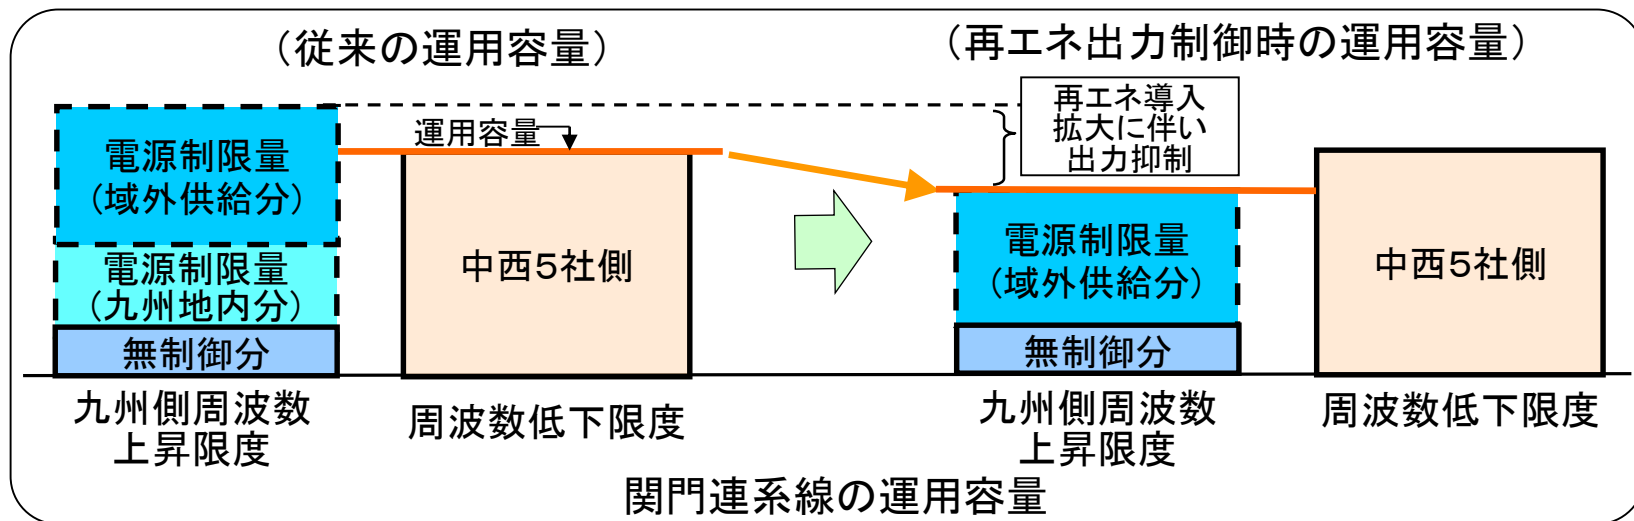 （従来の運用容量）
電源制限量
（域外供給分）
電源制限量
（九州地内分）
無制御分
運用容量
中西５社側
九州側周波数
上昇限度
周波数低下限度
（再エネ出力制御時の運用容量）
再エネ導入
拡大に伴い
出力抑制
電源制限量
（域外供給分）
無制御分
中西５社側
九州側周波数
上昇限度
周波数低下限度
関門連系線の運用容量